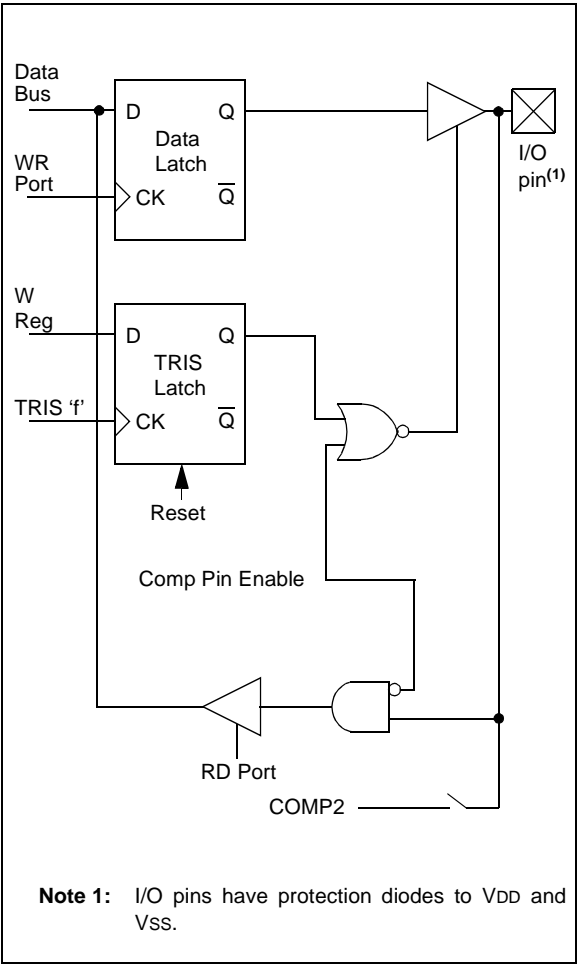 Data
Bus
D
Q
Data
Latch
WR
Port
CK
Q̅
I/O
pin(1)
W
Reg
D
Q
TRIS
Latch
TRIS ‘f’
CK
Q̅
Reset
Comp Pin Enable
RD Port
COMP2
Note 1: I/O pins have protection diodes to VDD and
VSS.